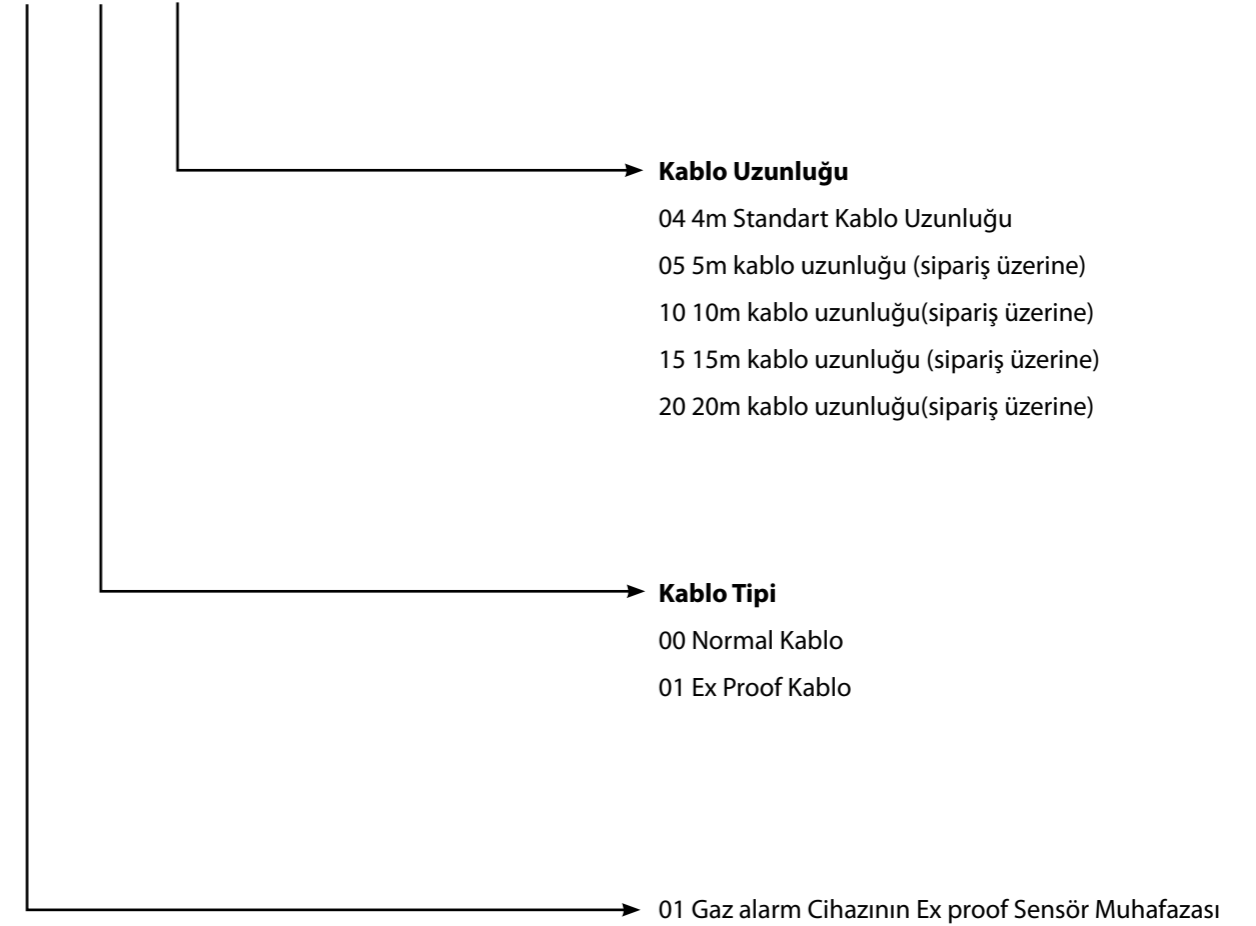 Kablo Uzunluğu
04 4m Standart Kablo Uzunluğu
05 5m kablo uzunluğu (sipariş üzerine)
10 10m kablo uzunluğu(sipariş üzerine)
15 15m kablo uzunluğu (sipariş üzerine)
20 20m kablo uzunluğu(sipariş üzerine)
Kablo Tipi
00 Normal Kablo
01 Ex Proof Kablo
01 Gaz alarm Cihazının Ex proof Sensör Muhafazası